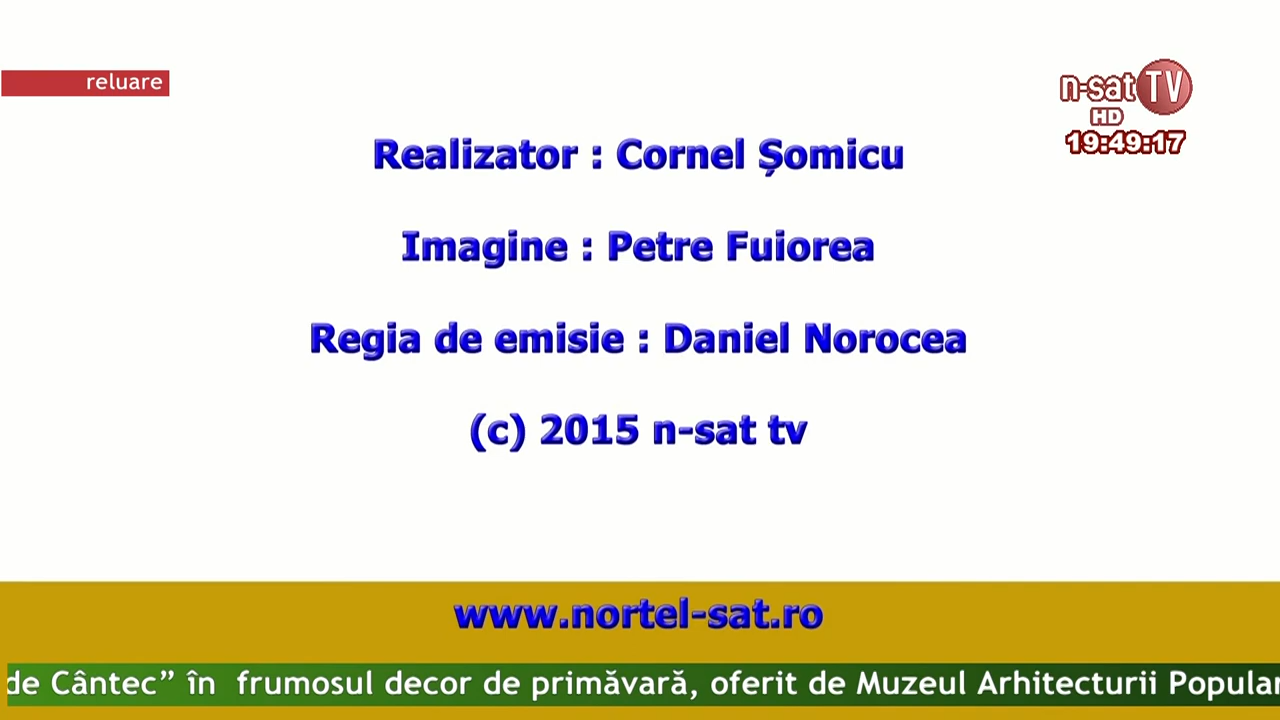 reluare
n-sat TV
HD
19:49:17
Realizator : Cornel Șomicu
Imagine : Petre Fuiorea
Regia de emisie : Daniel Norocea
(c) 2015 n-sat tv
www.nortel-sat.ro
de Cântec” în frumosul decor de primăvară, oferit de Muzeul Arhitecturii Popular